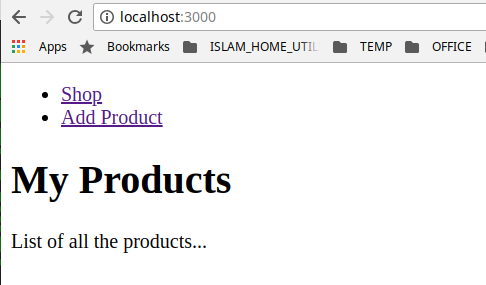 localhost:3000
Apps Bookmarks ISLAM_HOME_UTIL TEMP OFFICE
Shop
Add Product
My Products
List of all the products...